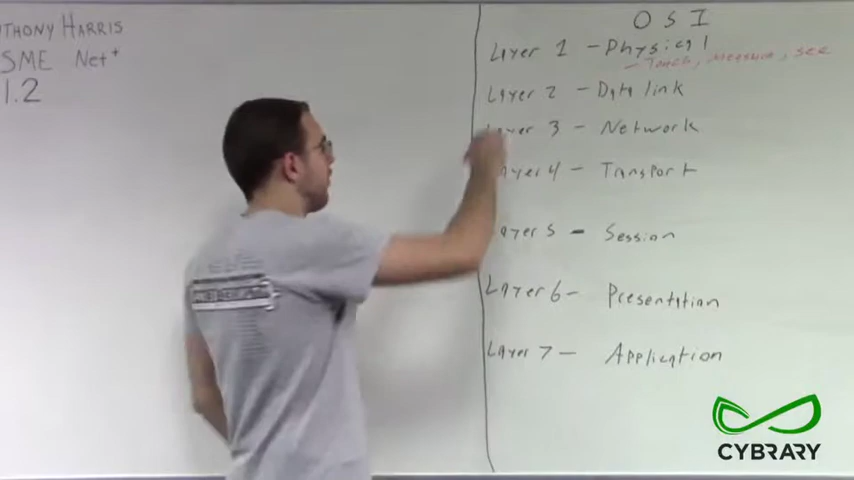 THONY HARRIS
SME Net+
1.2
OSI
Layer 1 - Physical
- Touch, measure, see
Layer 2 - Data link
Layer 3 - Network
Layer 4 - Transport
Layer 5 - Session
Layer 6 - Presentation
Layer 7 - Application
CYBRARY